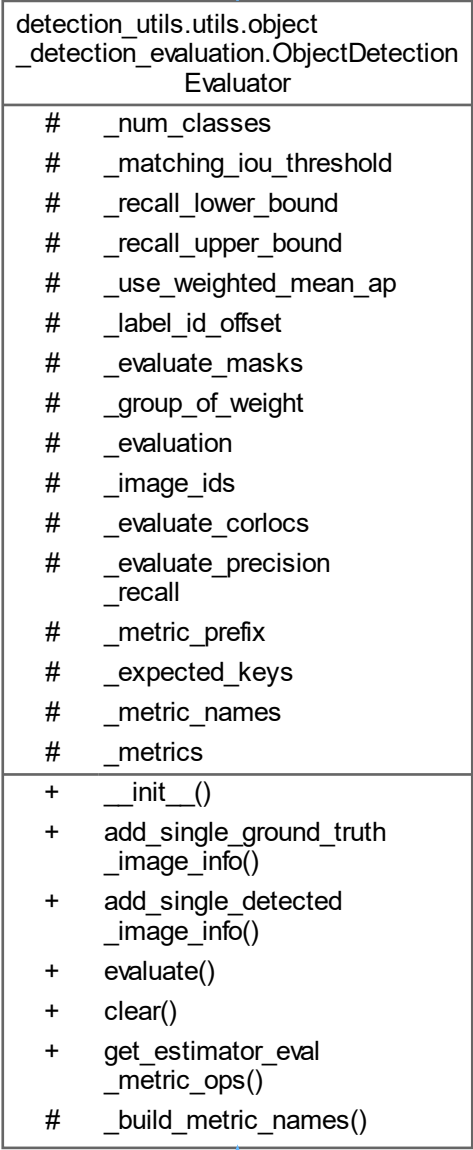 detection_utils.utils.object
_detection_evaluation.ObjectDetection
Evaluator
# _num_classes
# _matching_iou_threshold
# _recall_lower_bound
# _recall_upper_bound
# _use_weighted_mean_ap
# _label_id_offset
# _evaluate_masks
# _group_of_weight
# _evaluation
# _image_ids
# _evaluate_corlocs
# _evaluate_precision
_recall
# _metric_prefix
# _expected_keys
# _metric_names
# _metrics
+ __init__()
+ add_single_ground_truth
_image_info()
+ add_single_detected
_image_info()
+ evaluate()
+ clear()
+ get_estimator_eval
_metric_ops()
# _build_metric_names()